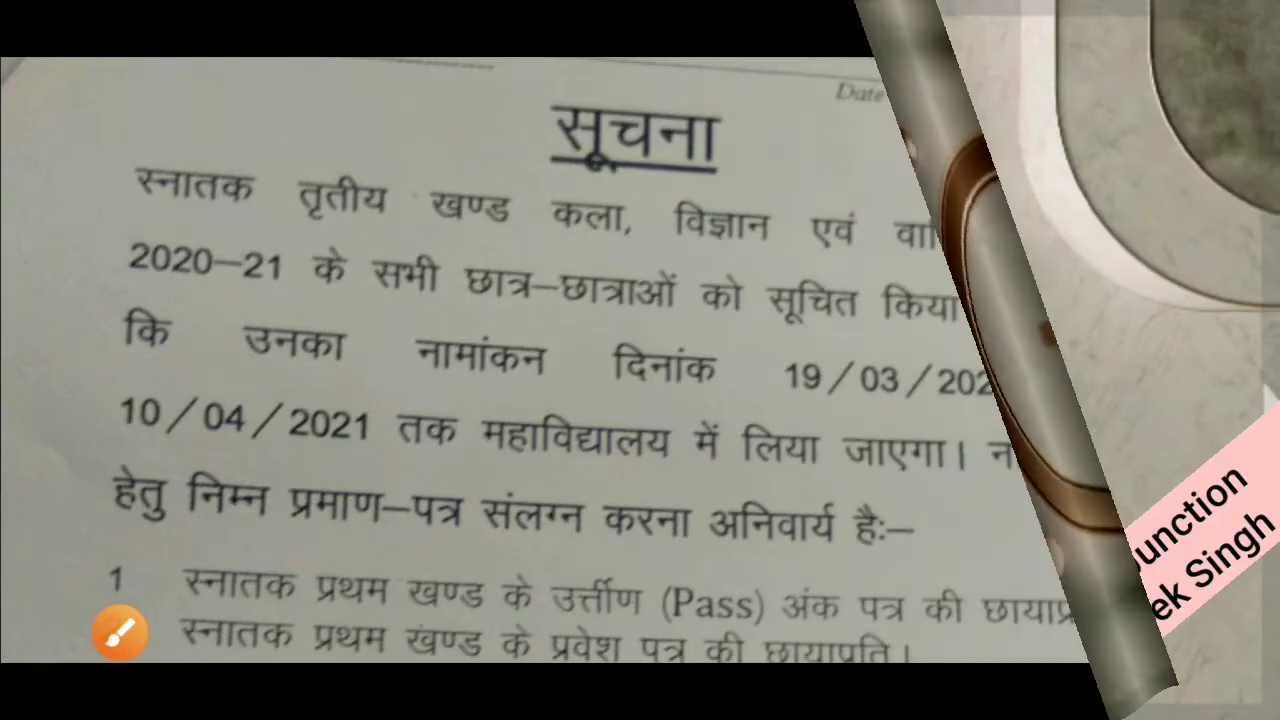 Date
सूचना
स्नातक तृतीय खण्ड कला, विज्ञान एवं
2020–21 के सभी छात्र–छात्राओं को सूचित किया
कि उनका नामांकन दिनांक 19/03/202
10/04/2021 तक महाविद्यालय में लिया जाएगा।
हेतु निम्न प्रमाण–पत्र संलग्न करना अनिवार्य हैः–
1 स्नातक प्रथम खण्ड के उर्त्तीण (Pass) अंक पत्र की
स्नातक प्रथम खण्ड के प्रवेश पत्र की छायाप्रति।
unction
ek Singh